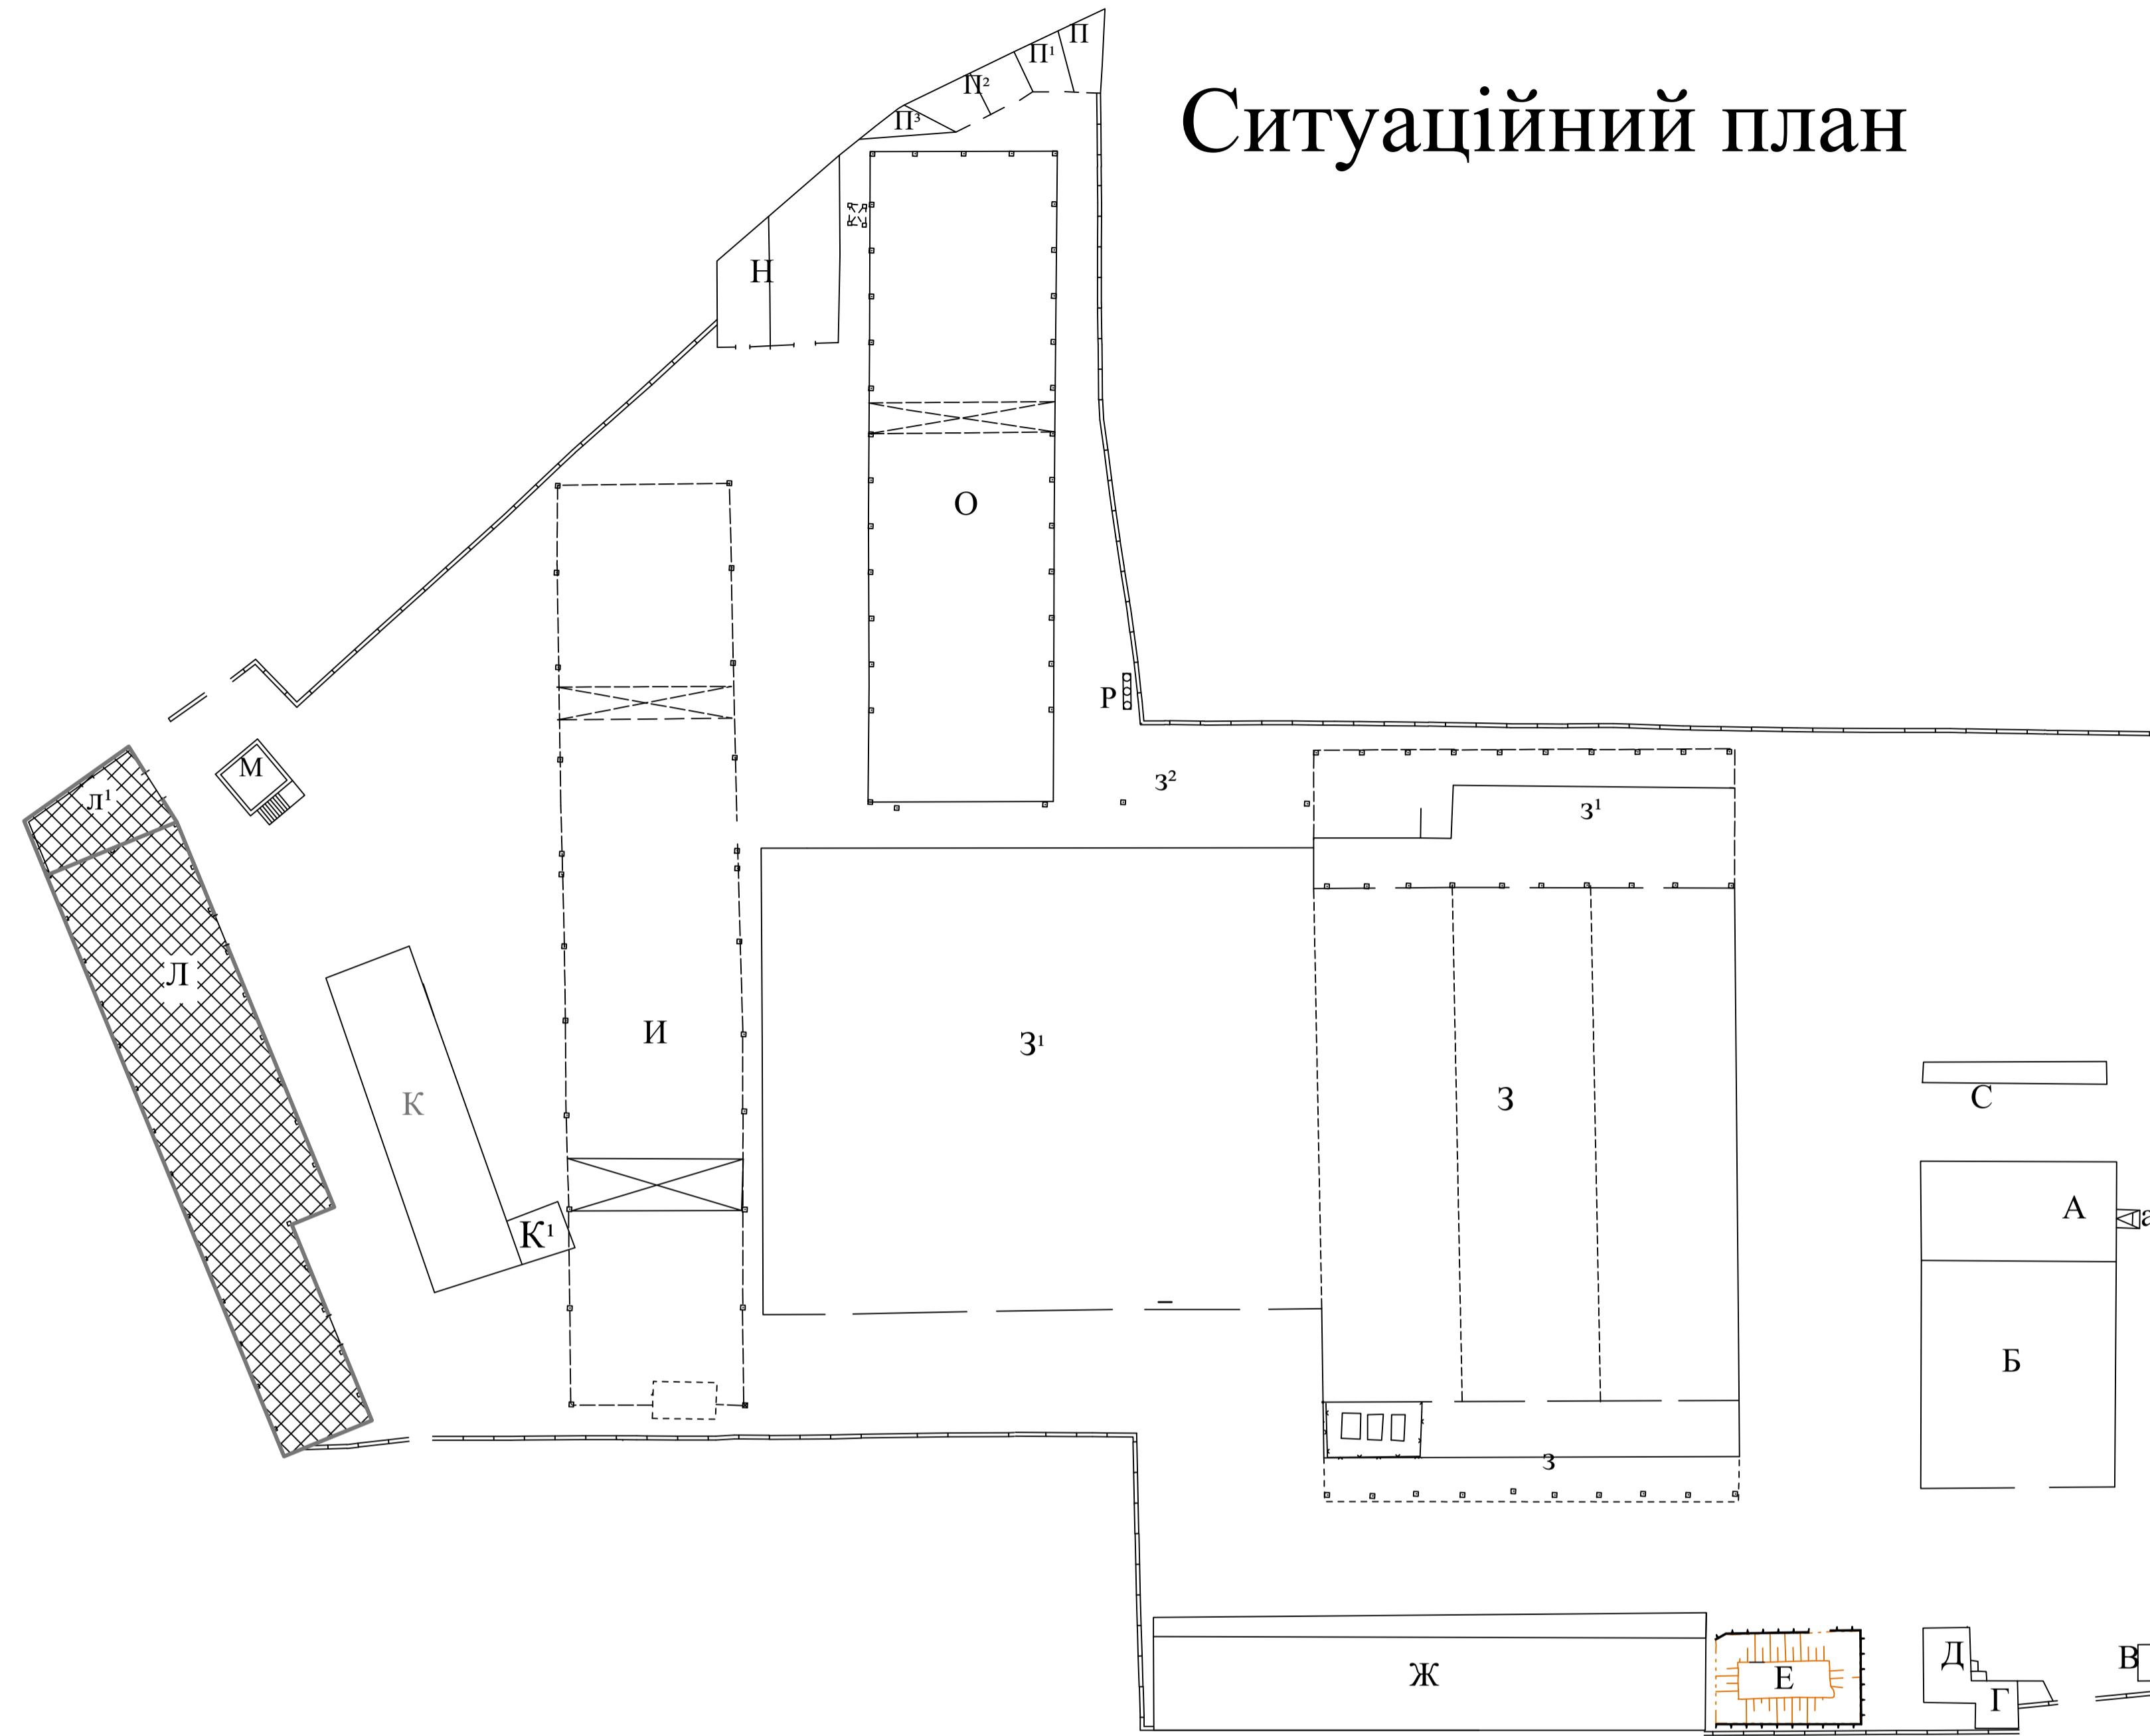 П
П¹
Ситуаційний план
П²
П³
Н
О
Р
М
з²
л¹
з¹
Л
И
З¹
З
К
С
К¹
А
а
Б
з
Д
В
Ж
Е
Г